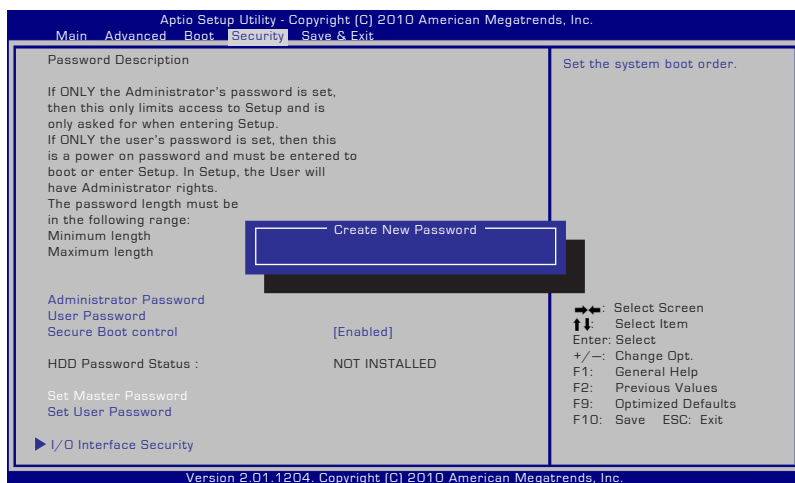 Aptio Setup Utility - Copyright (C) 2010 American Megatrends, Inc.
Main Advanced Boot Security Save & Exit
Password Description
If ONLY the Administrator's password is set,
then this only limits access to Setup and is
only asked for when entering Setup.
If ONLY the user's password is set, then this
is a power on password and must be entered to
boot or enter Setup. In Setup, the User will
have Administrator rights.
The password length must be
in the following range:
Minimum length
Maximum length
Create New Password
Administrator Password
User Password
Secure Boot control [Enabled]
HDD Password Status : NOT INSTALLED
Set Master Password
Set User Password
I/O Interface Security
Set the system boot order.
→←: Select Screen
↑↓: Select Item
Enter: Select
+/—: Change Opt.
F1: General Help
F2: Previous Values
F9: Optimized Defaults
F10: Save ESC: Exit
Version 2.01.1204. Copyright (C) 2010 American Megatrends, Inc.